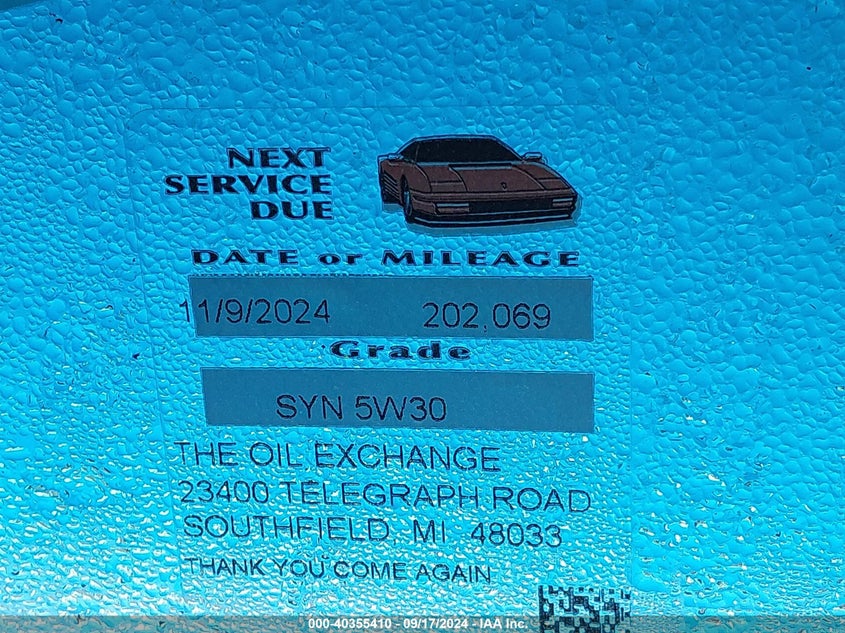 NEXT
SERVICE
DUE
DATE or MILEAGE
11/9/2024 202,069
Grade
SYN 5W30
THE OIL EXCHANGE
23400 TELEGRAPH ROAD
SOUTHFIELD, MI 48033
THANK YOU COME AGAIN
000-40355410 - 09/17/2024 - IAA Inc.